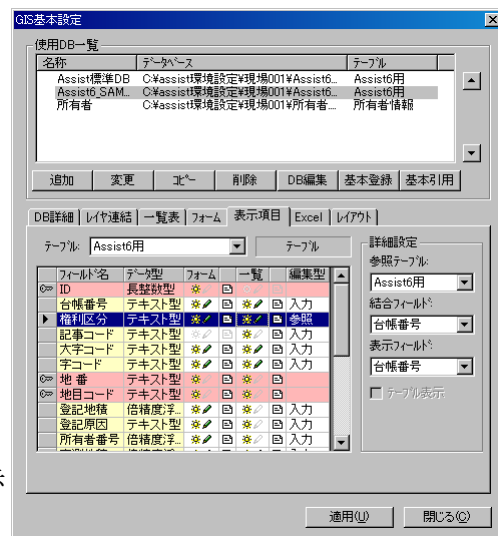 GIS基本設定
使用DB一覧
名称 ﾃﾞｰﾀﾍﾞｰｽ ﾃｰﾌﾞﾙ
Assist標準DB C:¥assist環境設定¥現場001¥Assist6... Assist6用
Assist6_SAM... C:¥assist環境設定¥現場001¥Assist6... Assist6用
所有者 C:¥assist環境設定¥現場001¥所有者... 所有者情報
追加 変更 ｺﾋﾟｰ 削除 DB編集 基本登録 基本引用
DB詳細 ﾚｲﾔ連結 一覧表 ﾌｫｰﾑ 表示項目 Excel ﾚｲｱｳﾄ
ﾃｰﾌﾞﾙ: Assist6用 ﾃｰﾌﾞﾙ
ﾌｨｰﾙﾄﾞ名 ﾃﾞｰﾀ型 ﾌｫｰﾑ 一覧 編集型
ID 長整数型
台帳番号 テキスト型 入力
権利区分 テキスト型 参照
記事コード テキスト型 入力
大字コード テキスト型 入力
字コード テキスト型 入力
地番 テキスト型
地目コード テキスト型
登記地積 倍精度浮... 入力
登記原因 テキスト型 入力
所有者番号 倍精度浮... 入力
詳細設定
参照ﾃｰﾌﾞﾙ:
Assist6用
結合ﾌｨｰﾙﾄﾞ:
台帳番号
表示ﾌｨｰﾙﾄﾞ:
台帳番号
ﾃｰﾌﾞﾙ表示
適用(U) 閉じる(C)